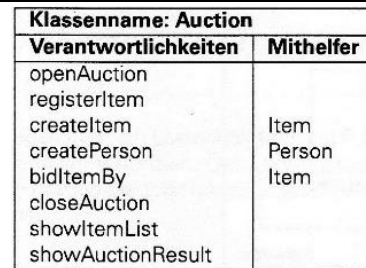 Klassenname: Auction
Verantwortlichkeiten Mithelfer
openAuction
registerItem
createItem Item
createPerson Person
bidItemBy Item
closeAuction
showItemList
showAuctionResult